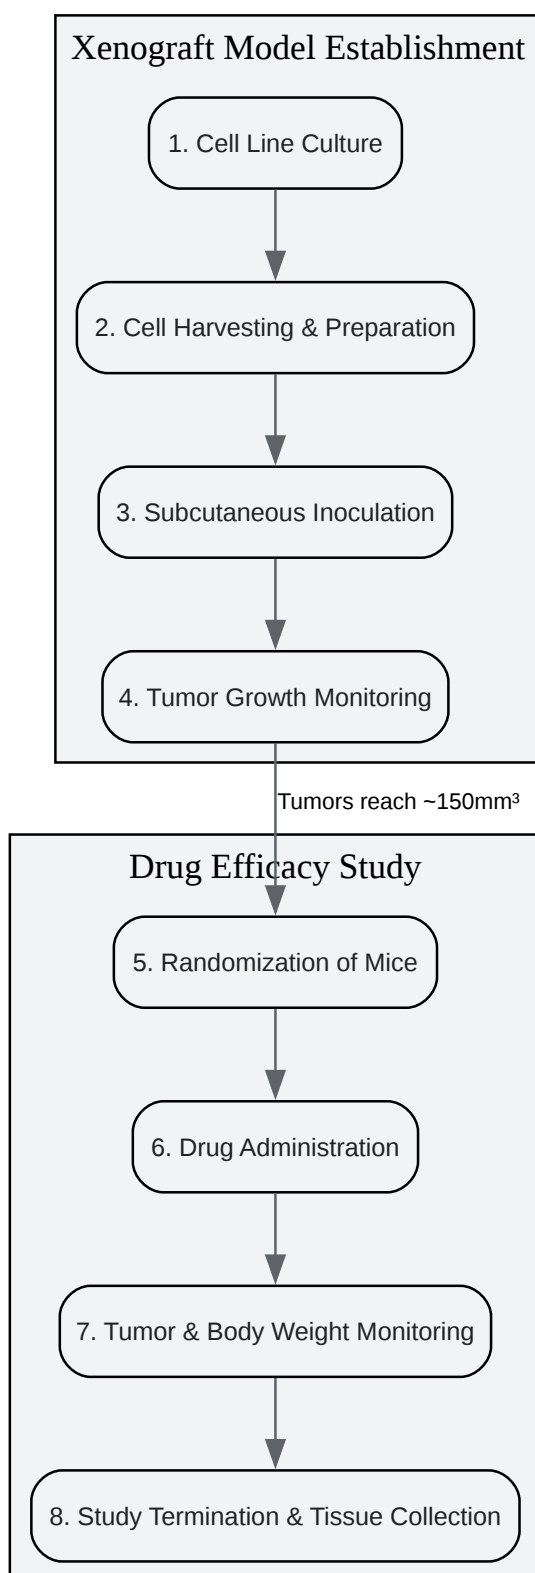 Xenograft Model Establishment
1. Cell Line Culture
2. Cell Harvesting & Preparation
3. Subcutaneous Inoculation
4. Tumor Growth Monitoring
Tumors reach ~150mm³
Drug Efficacy Study
5. Randomization of Mice
6. Drug Administration
7. Tumor & Body Weight Monitoring
8. Study Termination & Tissue Collection